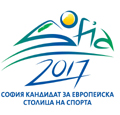 Sofia
2017
СОФИЯ КАНДИДАТ ЗА ЕВРОПЕЙСКА
СТОЛИЦА НА СПОРТА